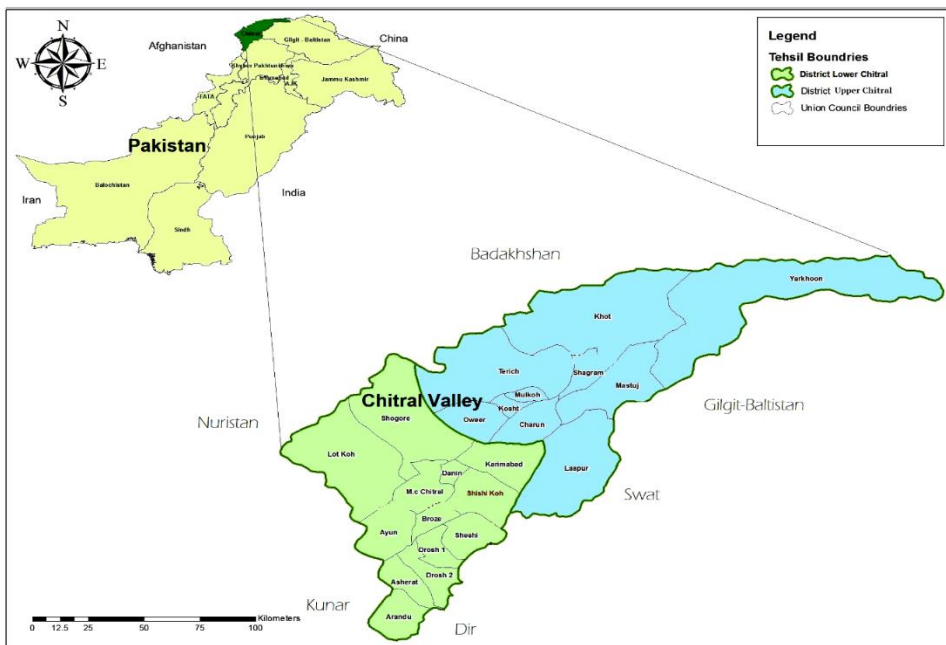 N
W
E
S
Afghanistan
China
Gilgit - Baltistan
Khyber Pakhtunkhwa
Jammu Kashmir
FATA
Punjab
Pakistan
Balochistan
Iran
India
Sindh
Legend
Tehsil Boundries
District Lower Chitral
District Upper Chitral
Union Council Boundries
Badakhshan
Yarkhoon
Khot
Terich
Shagram
Mastuj
Mulkoh
Chitral Valley
Kosht
Oweer
Charun
Gilgit-Baltistan
Nuristan
Shogore
Lot Koh
Karimabad
Danin
Laspur
M.c Chitral
Shishi Koh
Swat
Broze
Ayun
Sheshi
Drosh 1
Drosh 2
Asherat
Kunar
Arandu
Dir
Kilometers
0 12.5 25 50 75 100